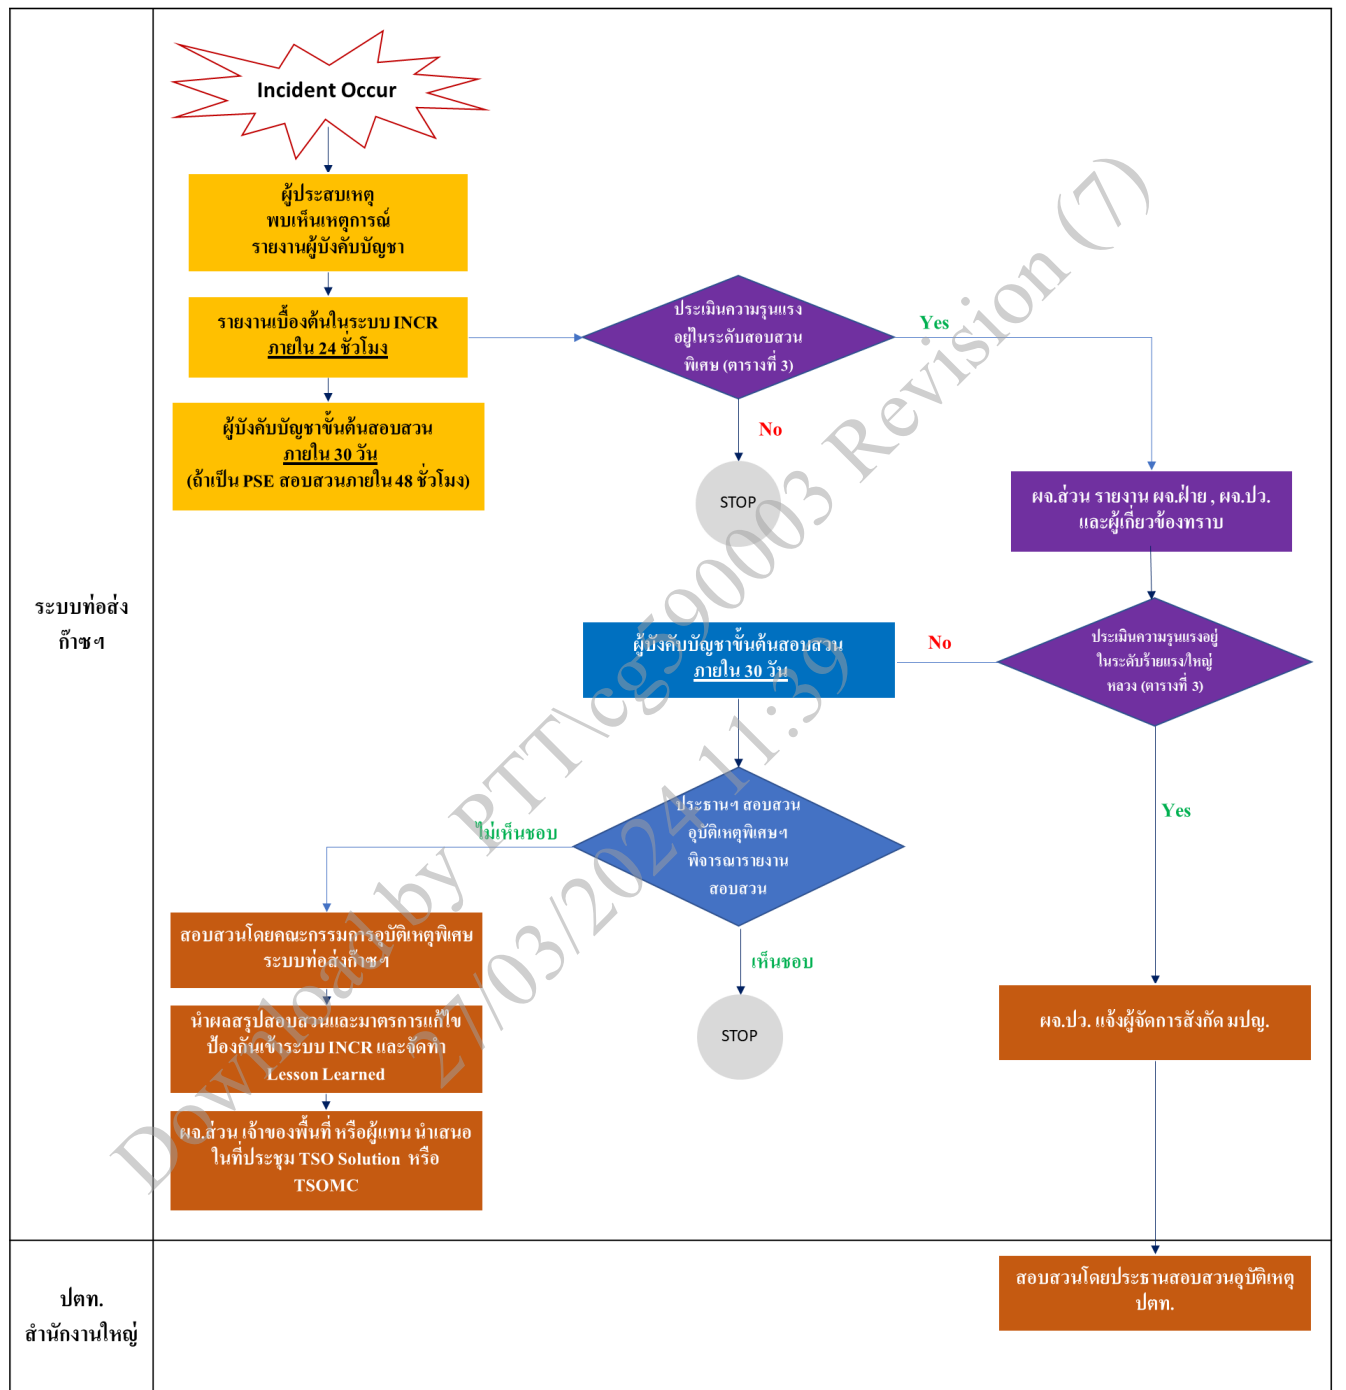 Incident Occur
ผู้ประสบเหตุ
พบเห็นเหตุการณ์
รายงานผู้บังคับบัญชา
รายงานเบื้องต้นในระบบ INCR
ภายใน 24 ชั่วโมง
ผู้บังคับบัญชาขั้นต้นสอบสวน
ภายใน 30 วัน
(ถ้าเป็น PSE สอบสวนภายใน 48 ชั่วโมง)
ประเมินความรุนแรง
อยู่ในระดับสอบสวน
พิเศษ (ตารางที่ 3)
Yes
No
STOP
ผจ.ส่วน รายงาน ผจ.ฝ่าย , ผจ.ปว.
และผู้เกี่ยวข้องทราบ
ประเมินความรุนแรงอยู่
ในระดับร้ายแรง/ใหญ่
หลวง (ตารางที่ 3)
No
Yes
ผู้บังคับบัญชาขั้นต้นสอบสวน
ภายใน 30 วัน
ประธานฯ สอบสวน
อุบัติเหตุพิเศษฯ
พิจารณารายงาน
สอบสวน
ไม่เห็นชอบ
เห็นชอบ
STOP
สอบสวนโดยคณะกรรมการอุบัติเหตุพิเศษ
ระบบท่อส่งก๊าซฯ
นำผลสรุปสอบสวนและมาตรการแก้ไข
ป้องกันเข้าระบบ INCR และจัดทำ
Lesson Learned
ผจ.ส่วน เจ้าของพื้นที่ หรือผู้แทน นำเสนอ
ในที่ประชุม TSO Solution หรือ
TSOMC
ผจ.ปว. แจ้งผู้จัดการสังกัด มปญ.
ระบบท่อส่ง
ก๊าซฯ
สอบสวนโดยประธานสอบสวนอุบัติเหตุ
ปตท.
ปตท.
สำนักงานใหญ่
Download by PTT\cg590003 Revision (7)
27/03/2024 11:39